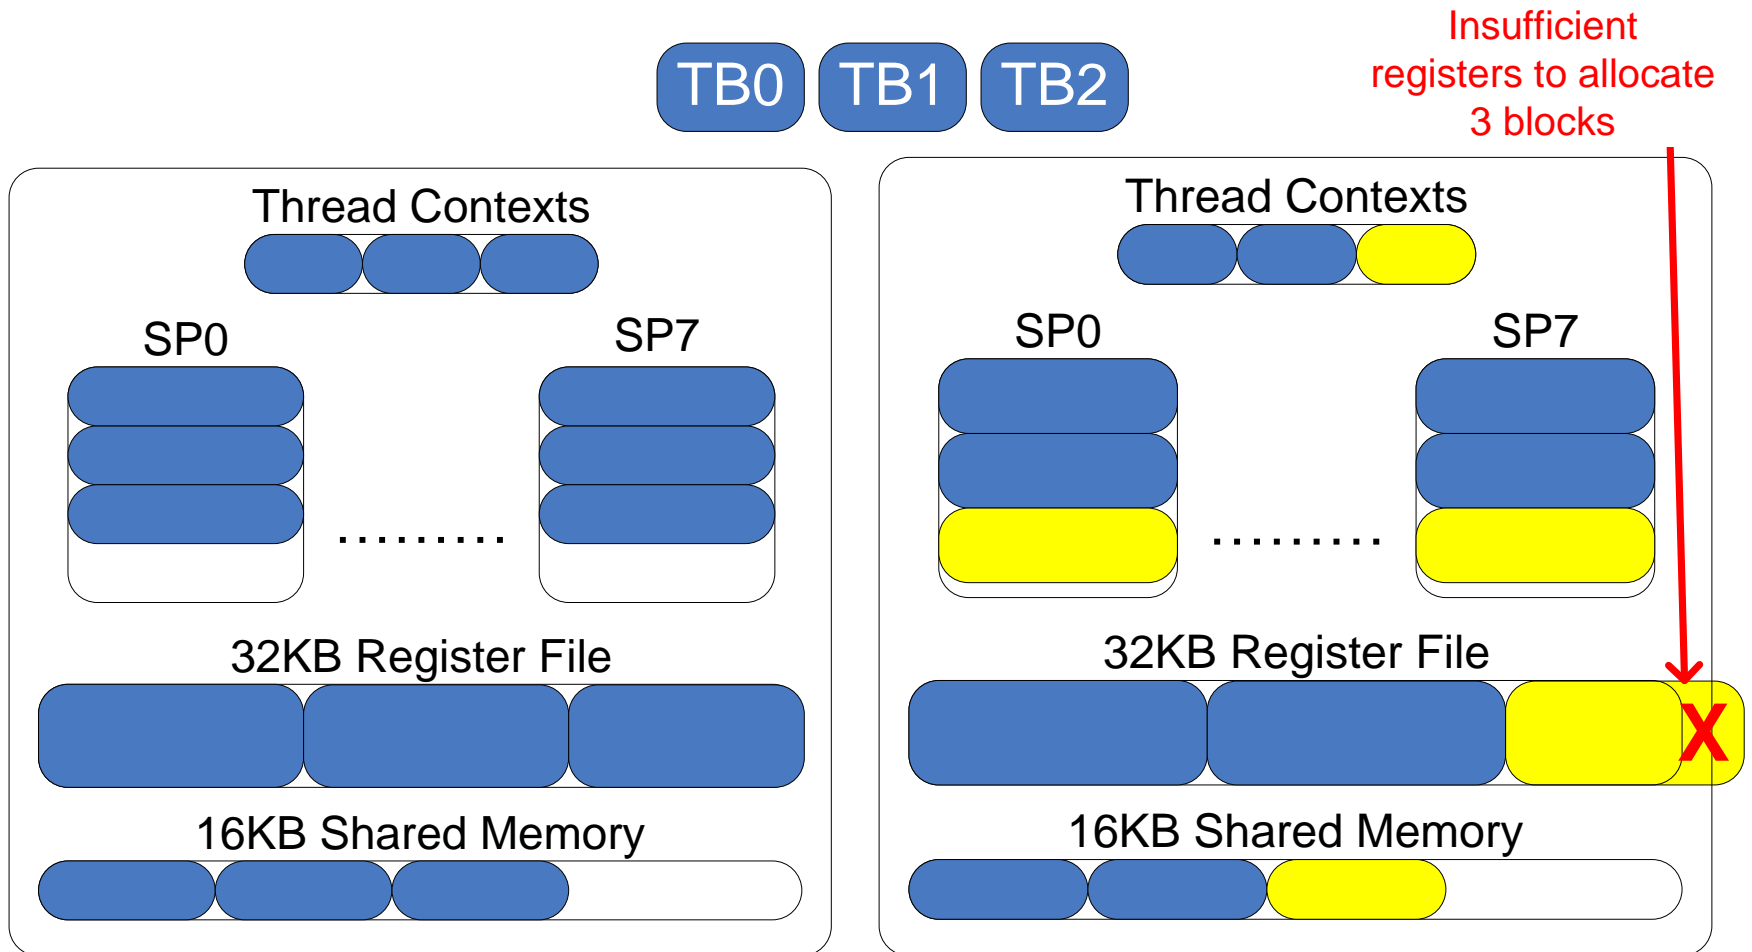 Insufficient
registers to allocate
3 blocks
TB0 TB1 TB2
Thread Contexts
SP0 SP7
.........
32KB Register File
16KB Shared Memory
Thread Contexts
SP0 SP7
.........
32KB Register File
X
16KB Shared Memory